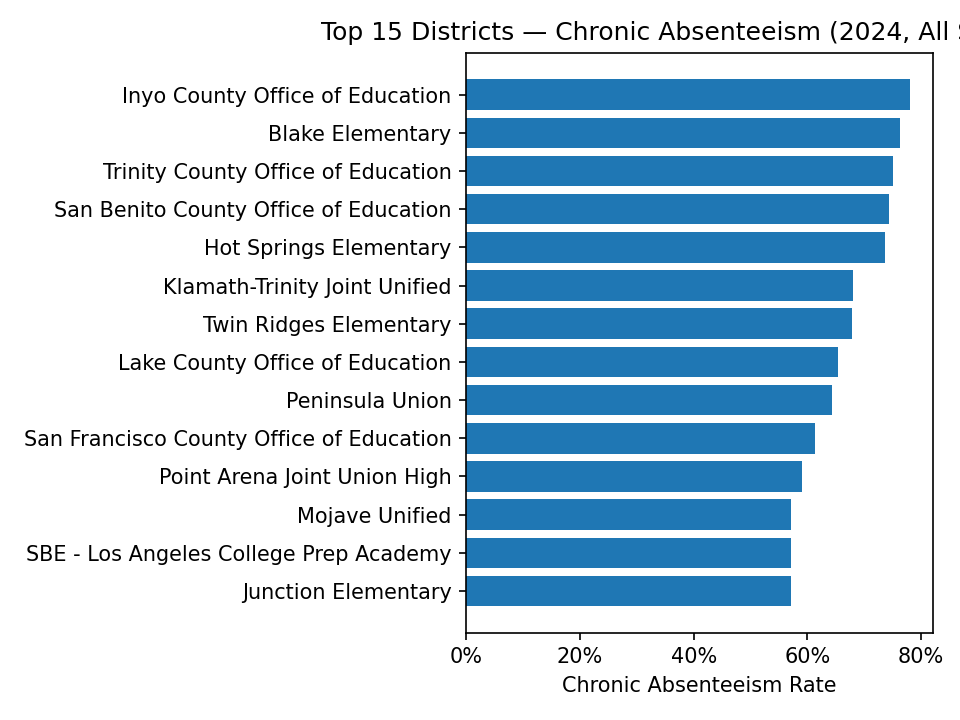 Top 15 Districts — Chronic Absenteeism (2024, All
Inyo County Office of Education
Blake Elementary
Trinity County Office of Education
San Benito County Office of Education
Hot Springs Elementary
Klamath-Trinity Joint Unified
Twin Ridges Elementary
Lake County Office of Education
Peninsula Union
San Francisco County Office of Education
Point Arena Joint Union High
Mojave Unified
SBE - Los Angeles College Prep Academy
Junction Elementary
0% 20% 40% 60% 80%
Chronic Absenteeism Rate